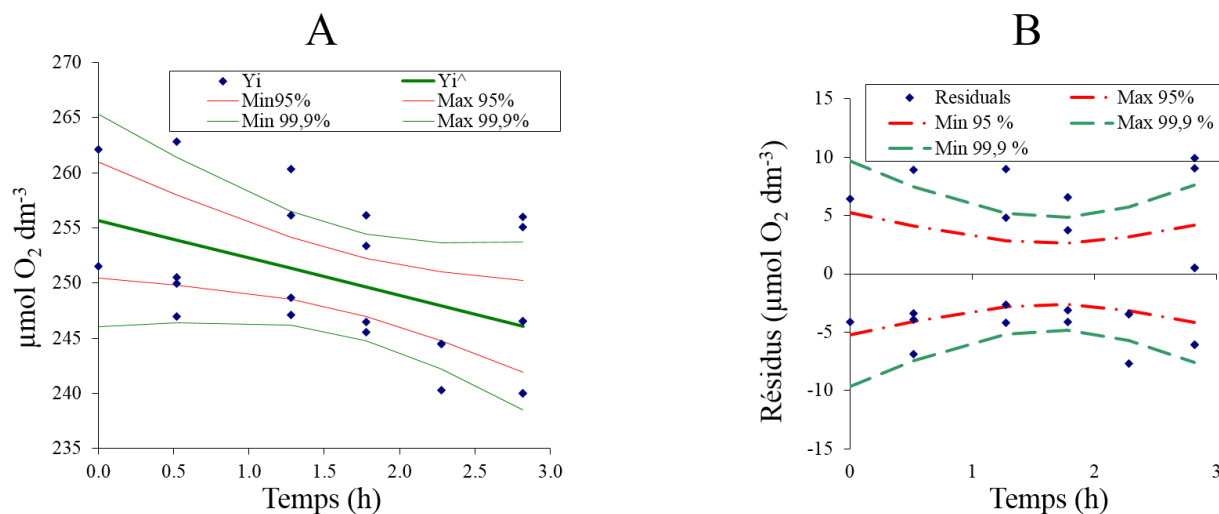 A
270
265
260
255
250
245
240
235
Yi Yi^
Min95% Max 95%
Min 99,9% Max 99,9%
0.0 0.5 1.0 1.5 2.0 2.5 3.0
Temps (h)
µmol O2 dm-3
B
15
10
5
0
-5
-10
-15
Residuals Max 95%
Min 95 % Max 99,9 %
Min 99,9 %
0 1 2 3
Temps (h)
Résidus (µmol O2 dm-3)